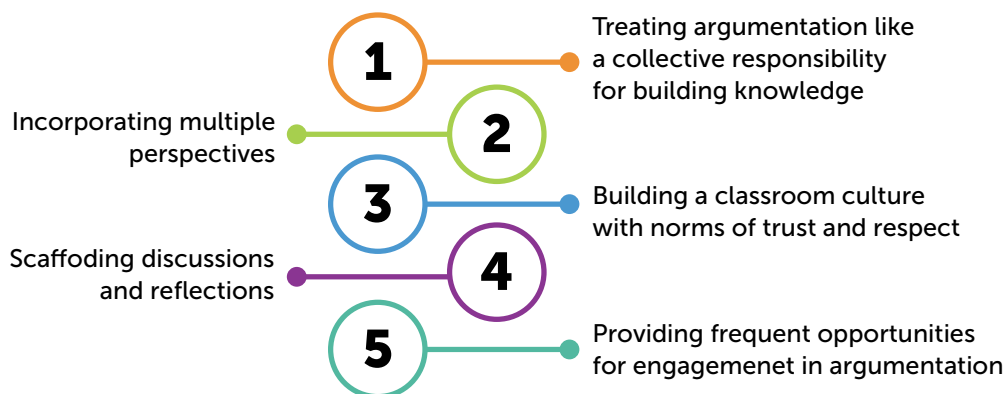 1
Treating argumentation like
a collective responsibility
for building knowledge
Incorporating multiple
perspectives
2
3
Building a classroom culture
with norms of trust and respect
Scaffoding discussions
and reflections
4
5
Providing frequent opportunities
for engagemenet in argumentation